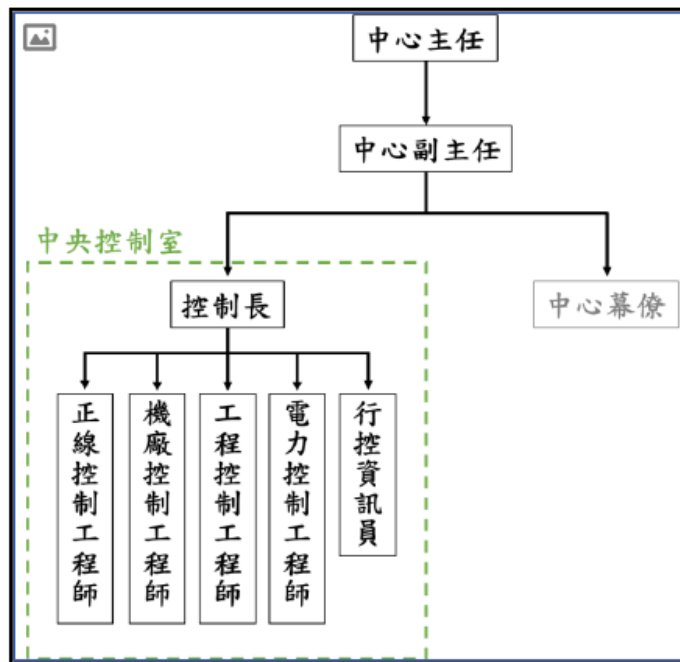 中心主任
中心副主任
中央控制室
控制長
中心幕僚
正線控制工程師
機廠控制工程師
工程控制工程師
電力控制工程師
行控資訊員